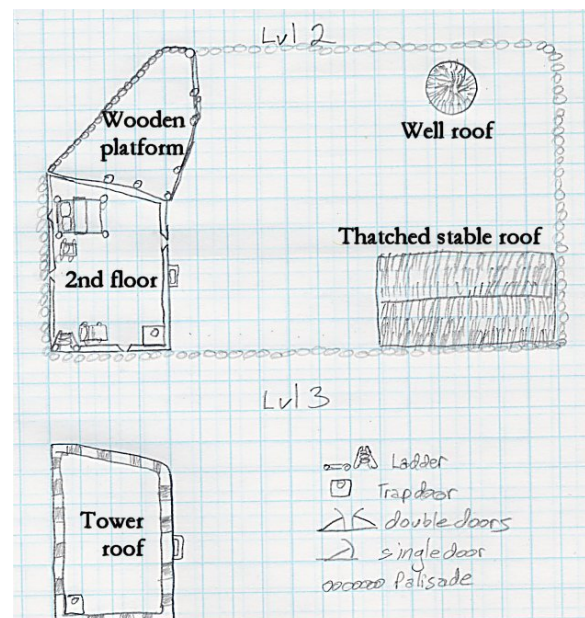 Lvl 2
Wooden
platform
Well roof
Thatched stable roof
2nd floor
Lvl 3
Ladder
Trapdoor
double doors
single door
Palisade
Tower
roof